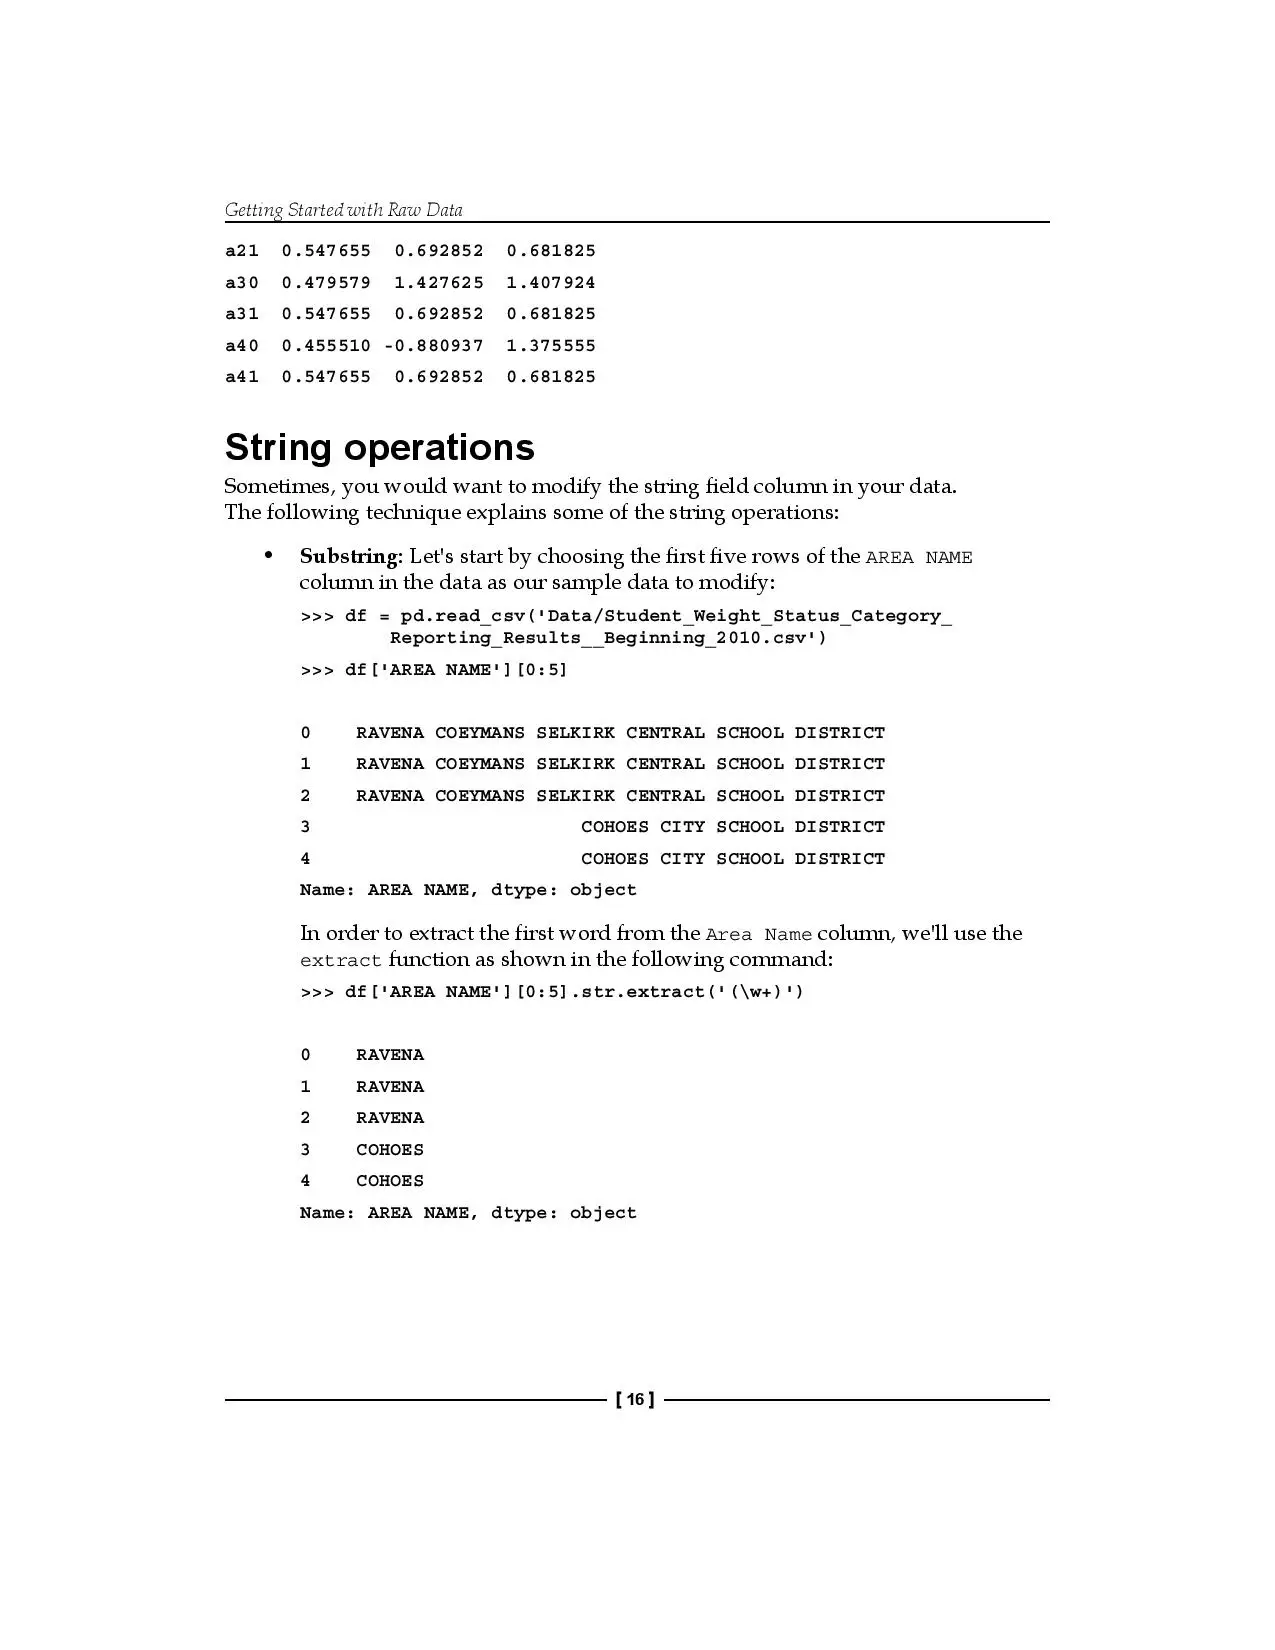 Getting Started with Raw Data
a21  0.547655  0.692852  0.681825
a30  0.479579  1.427625  1.407924
a31  0.547655  0.692852  0.681825
a40  0.455510 -0.880937  1.375555
a41  0.547655  0.692852  0.681825
String operations
Sometimes, you would want to modify the string field column in your data.
The following technique explains some of the string operations:
• Substring: Let's start by choosing the first five rows of the AREA NAME
column in the data as our sample data to modify:
>>> df = pd.read_csv('Data/Student_Weight_Status_Category_
Reporting_Results__Beginning_2010.csv')
>>> df['AREA NAME'][0:5]
0    RAVENA COEYMANS SELKIRK CENTRAL SCHOOL DISTRICT
1    RAVENA COEYMANS SELKIRK CENTRAL SCHOOL DISTRICT
2    RAVENA COEYMANS SELKIRK CENTRAL SCHOOL DISTRICT
3                        COHOES CITY SCHOOL DISTRICT
4                        COHOES CITY SCHOOL DISTRICT
Name: AREA NAME, dtype: object
In order to extract the first word from the Area Name column, we'll use the
extract function as shown in the following command:
>>> df['AREA NAME'][0:5].str.extract('(\w+)')
0    RAVENA
1    RAVENA
2    RAVENA
3    COHOES
4    COHOES
Name: AREA NAME, dtype: object
[ 16 ]